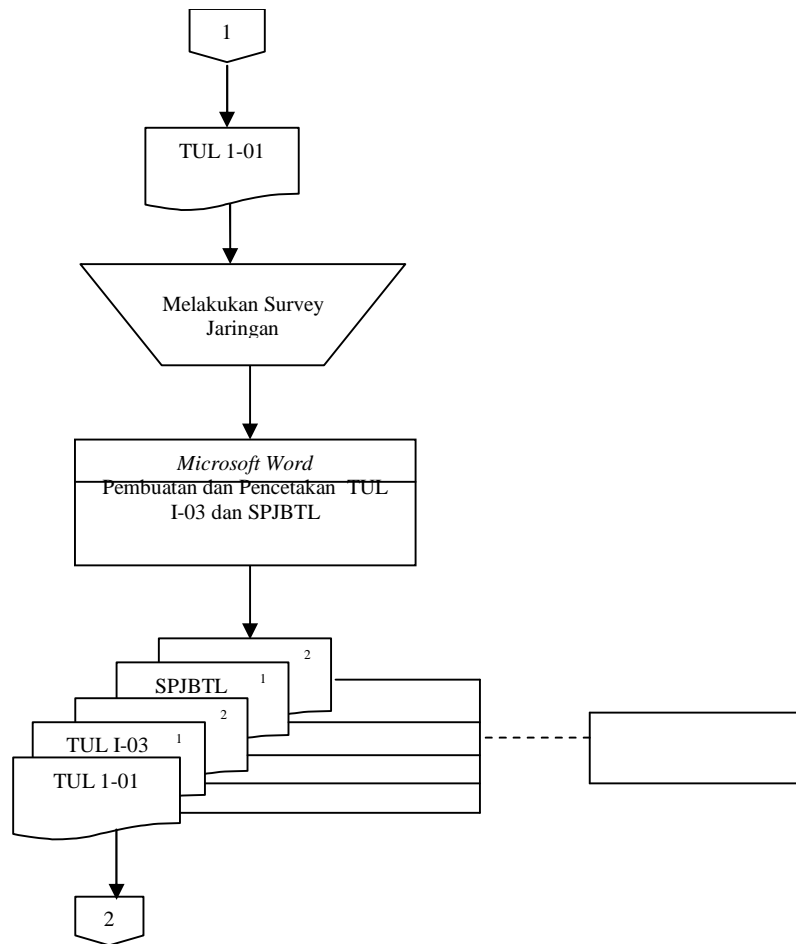 1
TUL 1-01
Melakukan Survey
Jaringan
Microsoft Word
Pembuatan dan Pencetakan TUL
I-03 dan SPJBTL
2
SPJBTL 1
2
TUL I-03 1
TUL 1-01
2